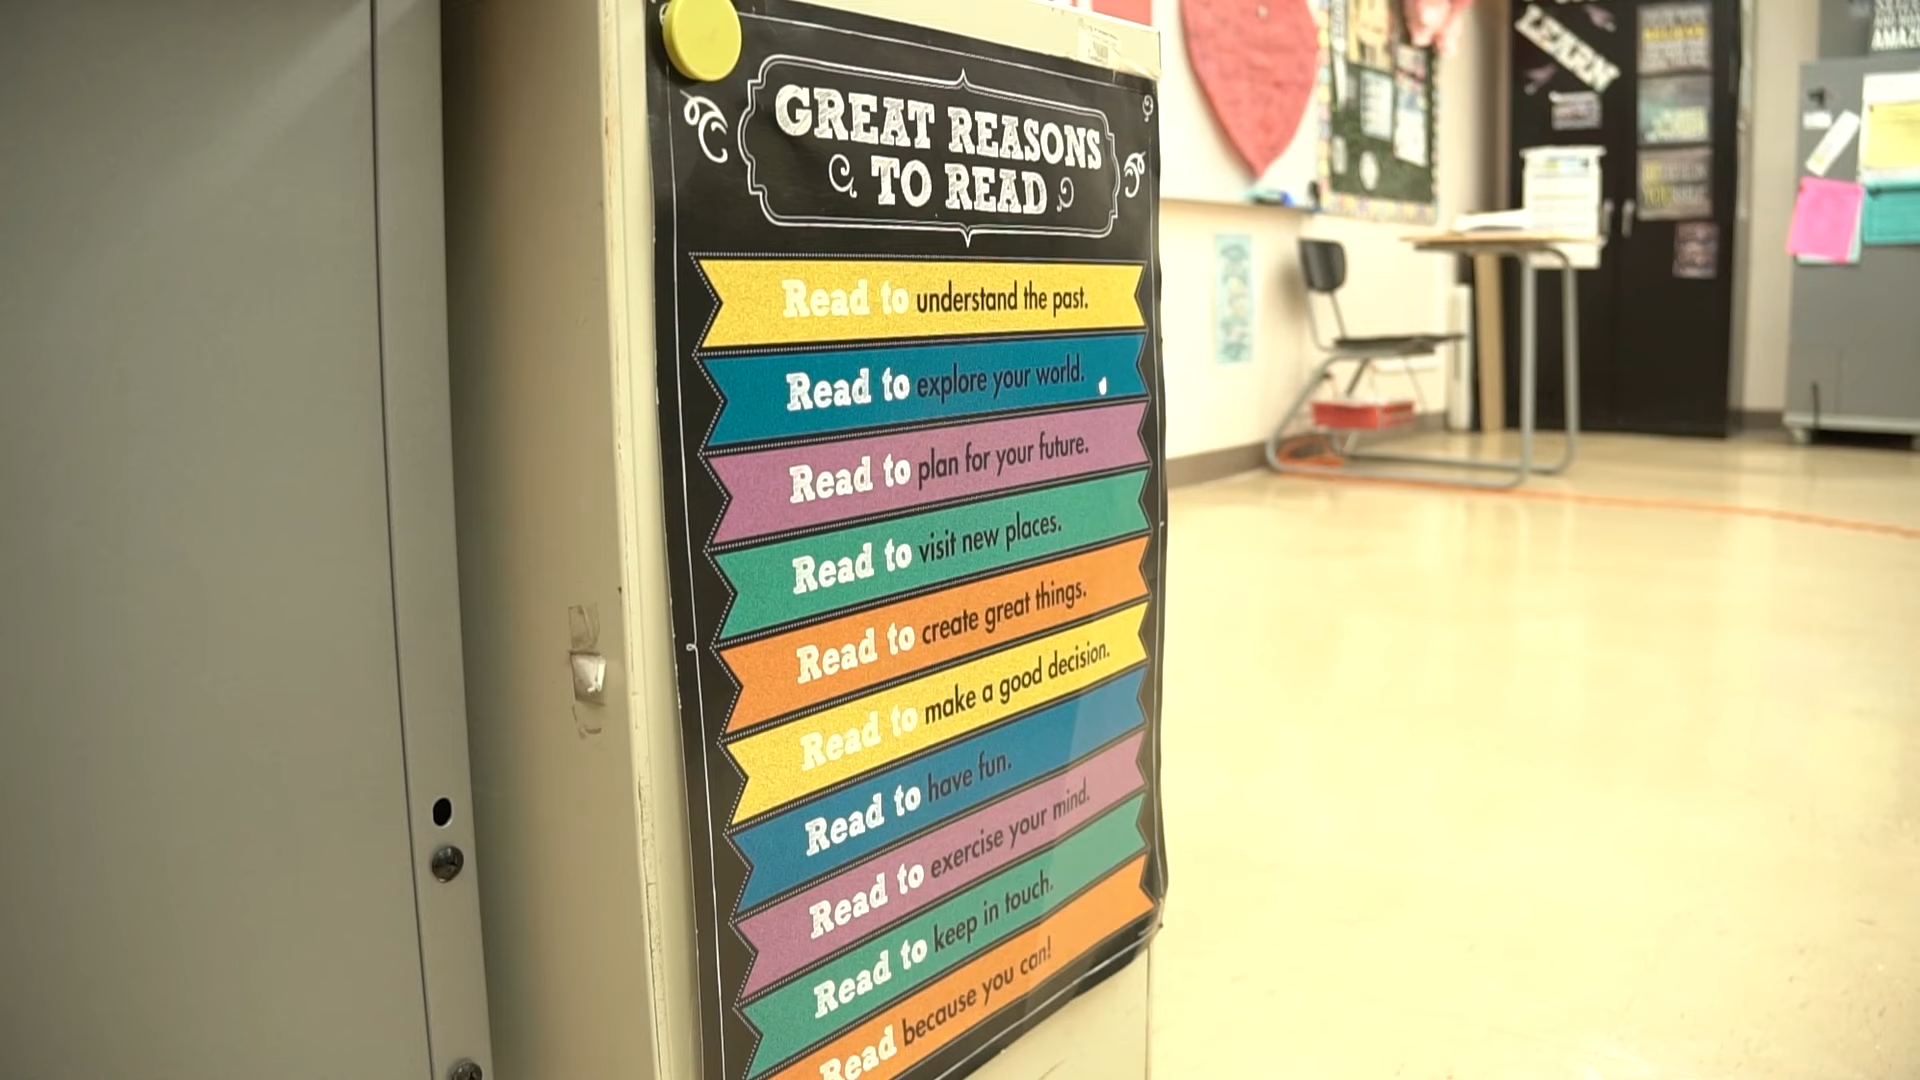 GREAT REASONS
TO READ
Read to understand the past.
Read to explore your world.
Read to plan for your future.
Read to visit new places.
Read to create great things.
Read to make a good decision.
Read to have fun.
Read to exercise your mind.
Read to keep in touch.
Read because you can!
LEARN